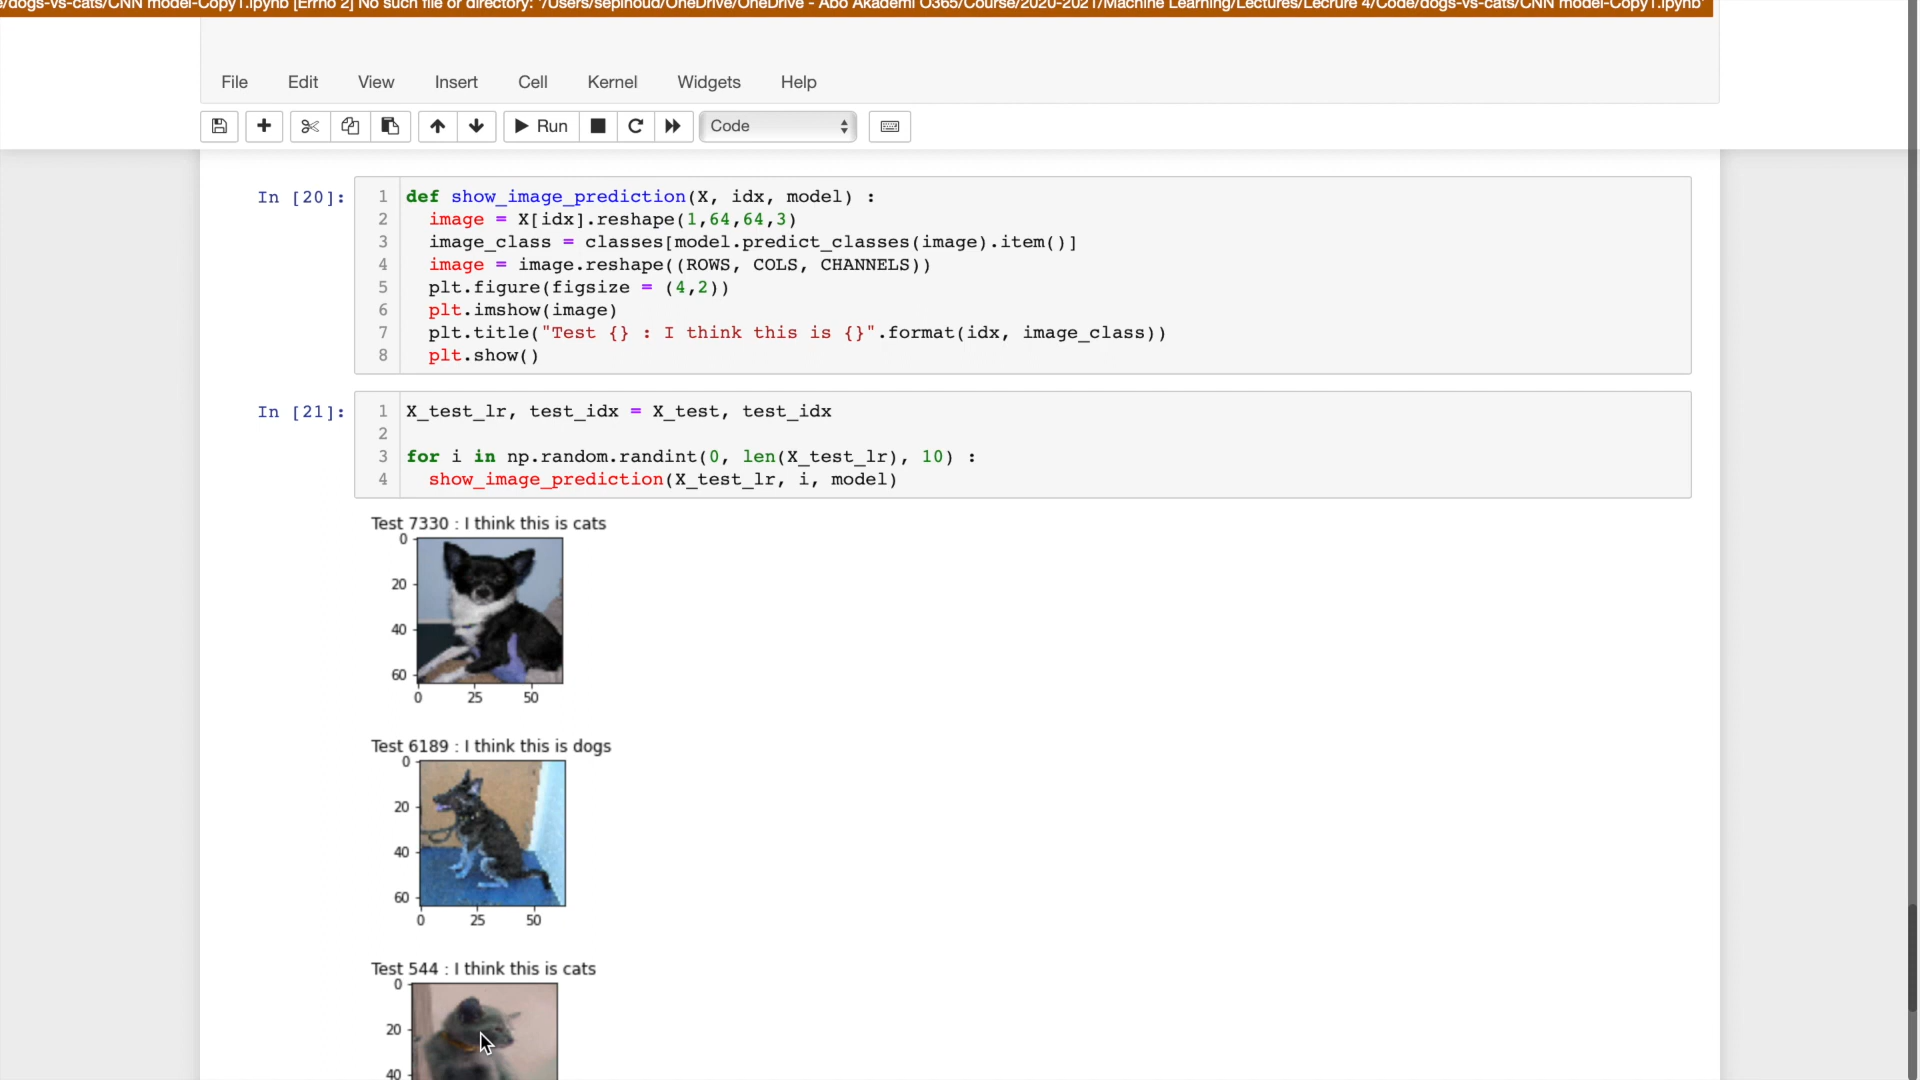 e/dogs-vs-cats/CNN model-Copy1.ipynb [Errno 2] No such file or directory: '/Users/sepinoud/OneDrive/OneDrive - Abo Akademi O365/Course/2020-2021/Machine Learning/Lectures/Lecrure 4/Code/dogs-vs-cats/CNN model-Copy1.ipynb'
File Edit View Insert Cell Kernel Widgets Help
Run Code
In [20]:
1 def show_image_prediction(X, idx, model) :
2 image = X[idx].reshape(1,64,64,3)
3 image_class = classes[model.predict_classes(image).item()]
4 image = image.reshape((ROWS, COLS, CHANNELS))
5 plt.figure(figsize = (4,2))
6 plt.imshow(image)
7 plt.title("Test {} : I think this is {}".format(idx, image_class))
8 plt.show()
In [21]:
1 X_test_lr, test_idx = X_test, test_idx
2
3 for i in np.random.randint(0, len(X_test_lr), 10) :
4 show_image_prediction(X_test_lr, i, model)
Test 7330 : I think this is cats
0
20
40
60
0 25 50
Test 6189 : I think this is dogs
0
20
40
60
0 25 50
Test 544 : I think this is cats
0
20
40